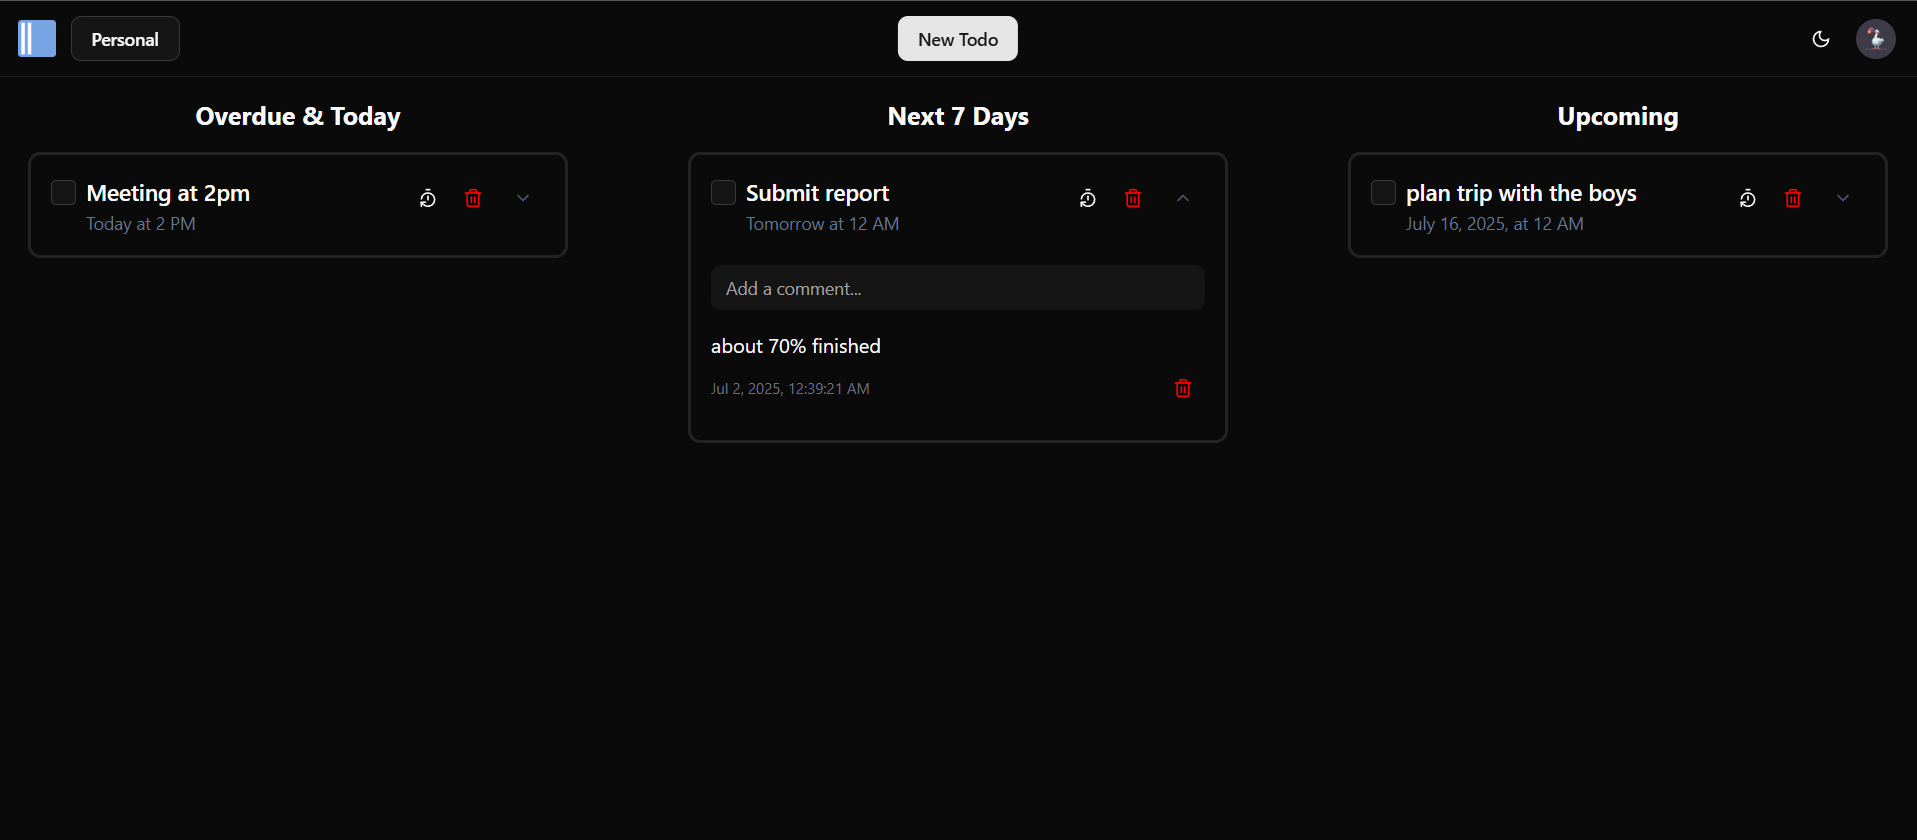 Personal
New Todo
Overdue & Today
Meeting at 2pm
Today at 2 PM
Next 7 Days
Submit report
Tomorrow at 12 AM
Add a comment...
about 70% finished
Jul 2, 2025, 12:39:21 AM
Upcoming
plan trip with the boys
July 16, 2025, at 12 AM